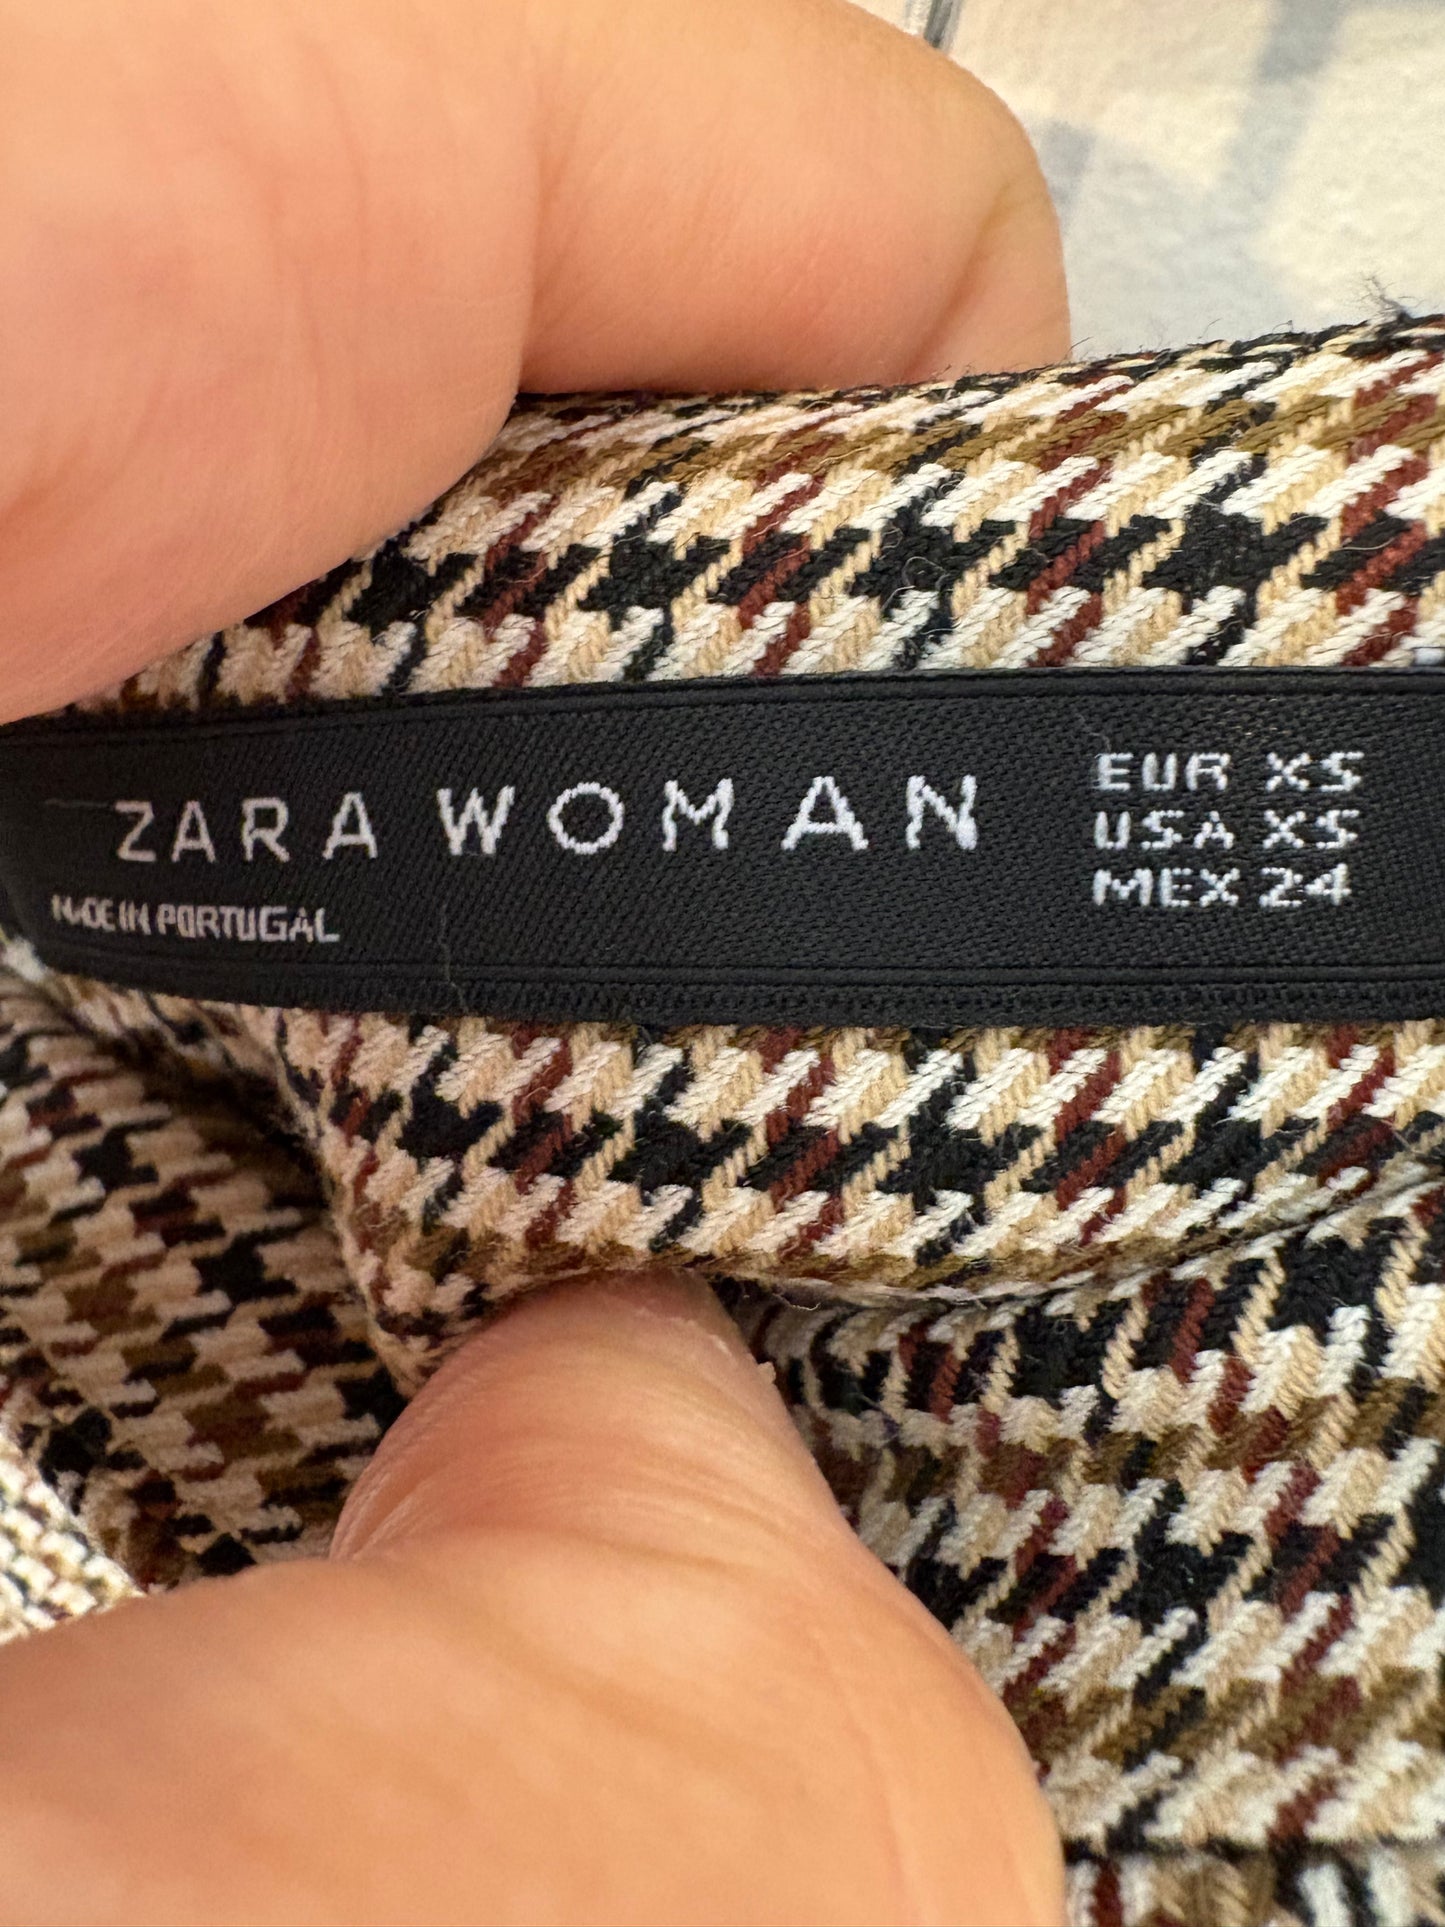 ZARA WOMAN
MADE IN PORTUGAL
EUR XS
USA XS
MEX 24